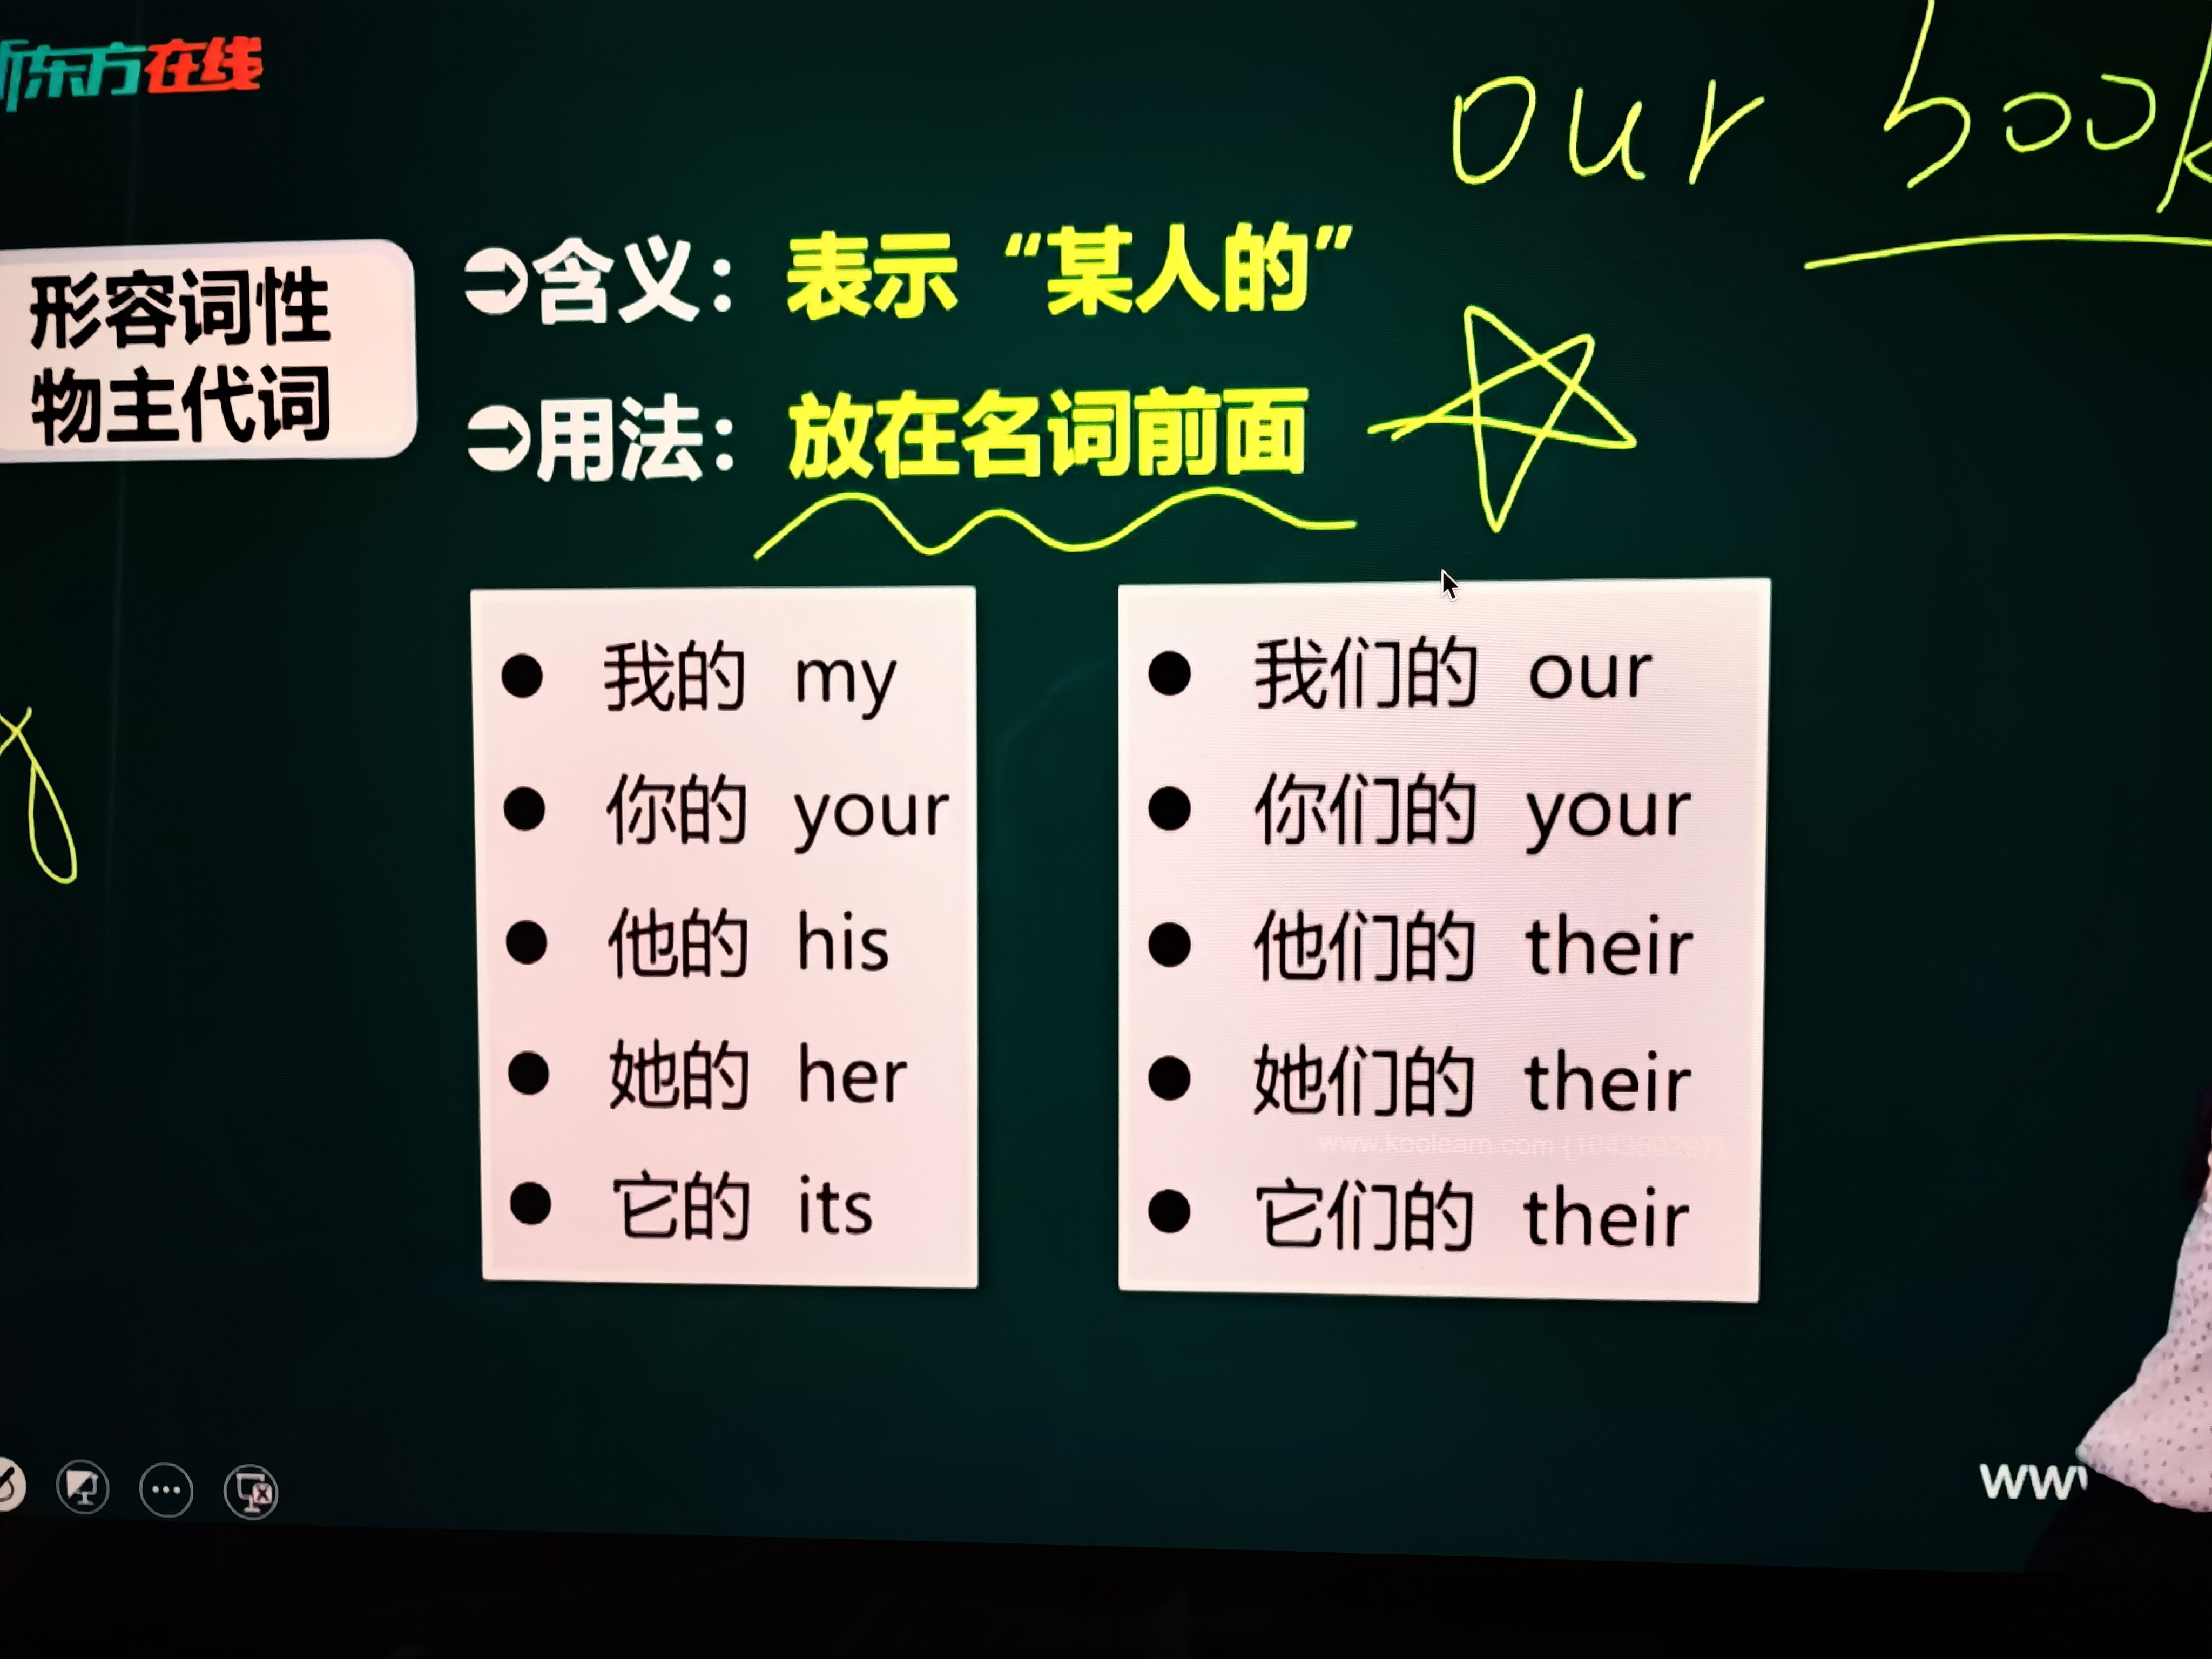 东方在线
our book
形容词性
物主代词
含义：表示“某人的”
用法：放在名词前面
我的 my
你的 your
他的 his
她的 her
它的 its
我们的 our
你们的 your
他们的 their
她们的 their
www.koolearn.com
它们的 their